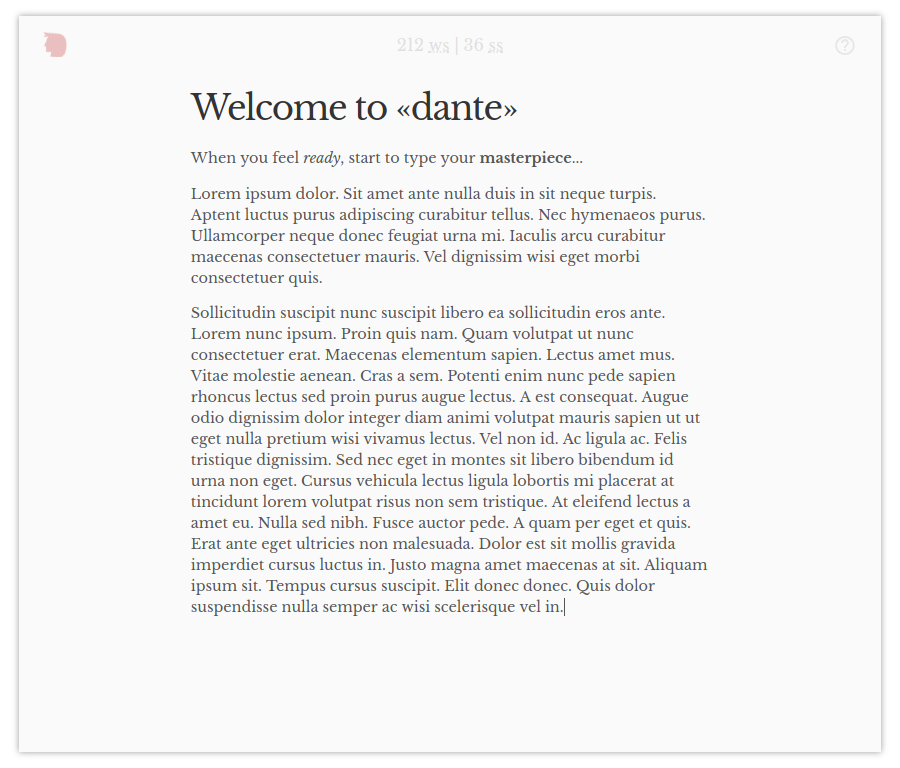 212 ws | 36 ss
Welcome to «dante»
When you feel ready, start to type your masterpiece...
Lorem ipsum dolor. Sit amet ante nulla duis in sit neque turpis.
Aptent luctus purus adipiscing curabitur tellus. Nec hymenaeos purus.
Ullamcorper neque donec feugiat urna mi. Iaculis arcu curabitur
maecenas consectetuer mauris. Vel dignissim wisi eget morbi
consectetuer quis.
Sollicitudin suscipit nunc suscipit libero ea sollicitudin eros ante.
Lorem nunc ipsum. Proin quis nam. Quam volutpat ut nunc
consectetuer erat. Maecenas elementum sapien. Lectus amet mus.
Vitae molestie aenean. Cras a sem. Potenti enim nunc pede sapien
rhoncus lectus sed proin purus augue lectus. A est consequat. Augue
odio dignissim dolor integer diam animi volutpat mauris sapien ut ut
eget nulla pretium wisi vivamus lectus. Vel non id. Ac ligula ac. Felis
tristique dignissim. Sed nec eget in montes sit libero bibendum id
urna non eget. Cursus vehicula lectus ligula lobortis mi placerat at
tincidunt lorem volutpat risus non sem tristique. At eleifend lectus a
amet eu. Nulla sed nibh. Fusce auctor pede. A quam per eget et quis.
Erat ante eget ultricies non malesuada. Dolor est sit mollis gravida
imperdiet cursus luctus in. Justo magna amet maecenas at sit. Aliquam
ipsum sit. Tempus cursus suscipit. Elit donec donec. Quis dolor
suspendisse nulla semper ac wisi scelerisque vel in.